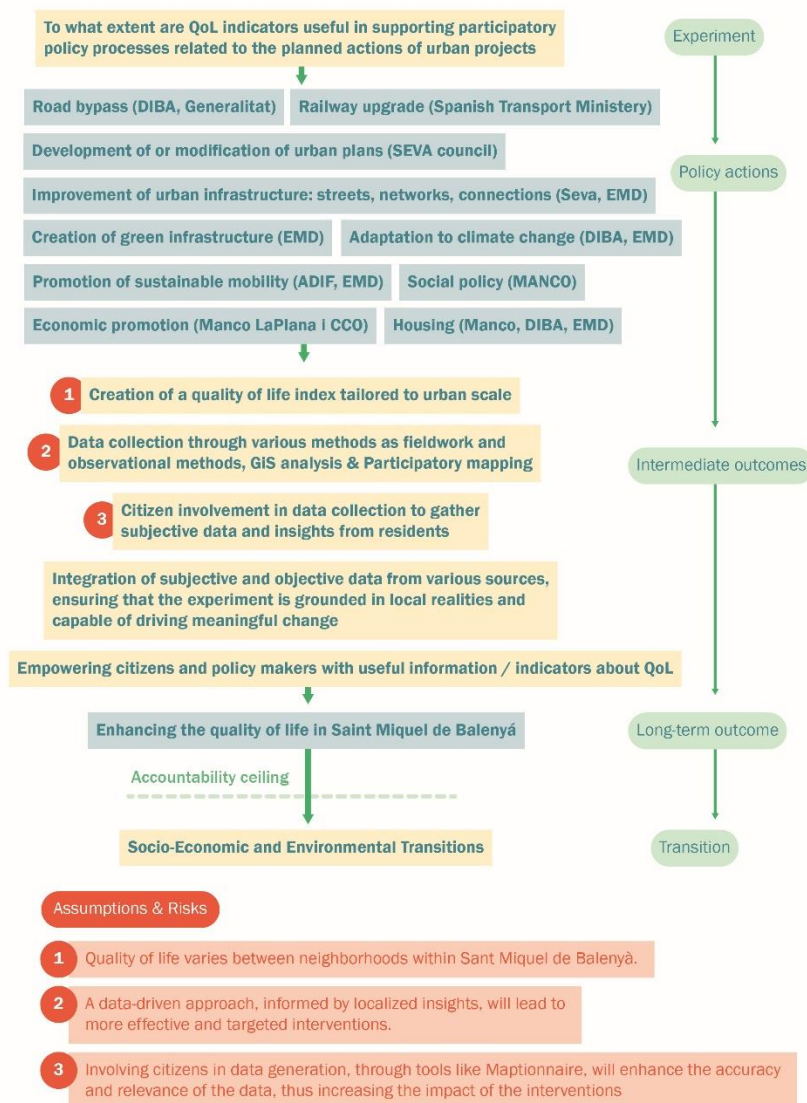 To what extent are QoL indicators useful in supporting participatory
policy processes related to the planned actions of urban projects
Experiment
Road bypass (DIBA, Generalitat)
Railway upgrade (Spanish Transport Ministery)
Development of or modification of urban plans (SEVA council)
Policy actions
Improvement of urban infrastructure: streets, networks, connections (Seva, EMD)
Creation of green infrastructure (EMD)
Adaptation to climate change (DIBA, EMD)
Promotion of sustainable mobility (ADIF, EMD)
Social policy (MANCO)
Economic promotion (Manco LaPlana i CCO)
Housing (Manco, DIBA, EMD)
1 Creation of a quality of life index tailored to urban scale
2 Data collection through various methods as fieldwork and
observational methods, GiS analysis & Participatory mapping
Intermediate outcomes
3 Citizen involvement in data collection to gather
subjective data and insights from residents
Integration of subjective and objective data from various sources,
ensuring that the experiment is grounded in local realities and
capable of driving meaningful change
Empowering citizens and policy makers with useful information / indicators about QoL
Enhancing the quality of life in Saint Miquel de Balenyá
Long-term outcome
Accountability ceiling
Socio-Economic and Environmental Transitions
Transition
Assumptions & Risks
1 Quality of life varies between neighborhoods within Sant Miquel de Balenyà.
2 A data-driven approach, informed by localized insights, will lead to
more effective and targeted interventions.
3 Involving citizens in data generation, through tools like Maptionnaire, will enhance the accuracy
and relevance of the data, thus increasing the impact of the interventions